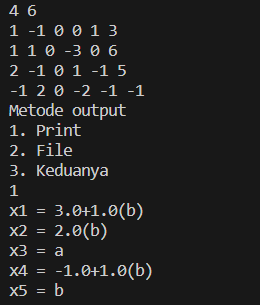 4 6
1 -1 0 0 1 3
1 1 0 -3 0 6
2 -1 0 1 -1 5
-1 2 0 -2 -1 -1
Metode output
1. Print
2. File
3. Keduanya
1
x1 = 3.0+1.0(b)
x2 = 2.0(b)
x3 = a
x4 = -1.0+1.0(b)
x5 = b